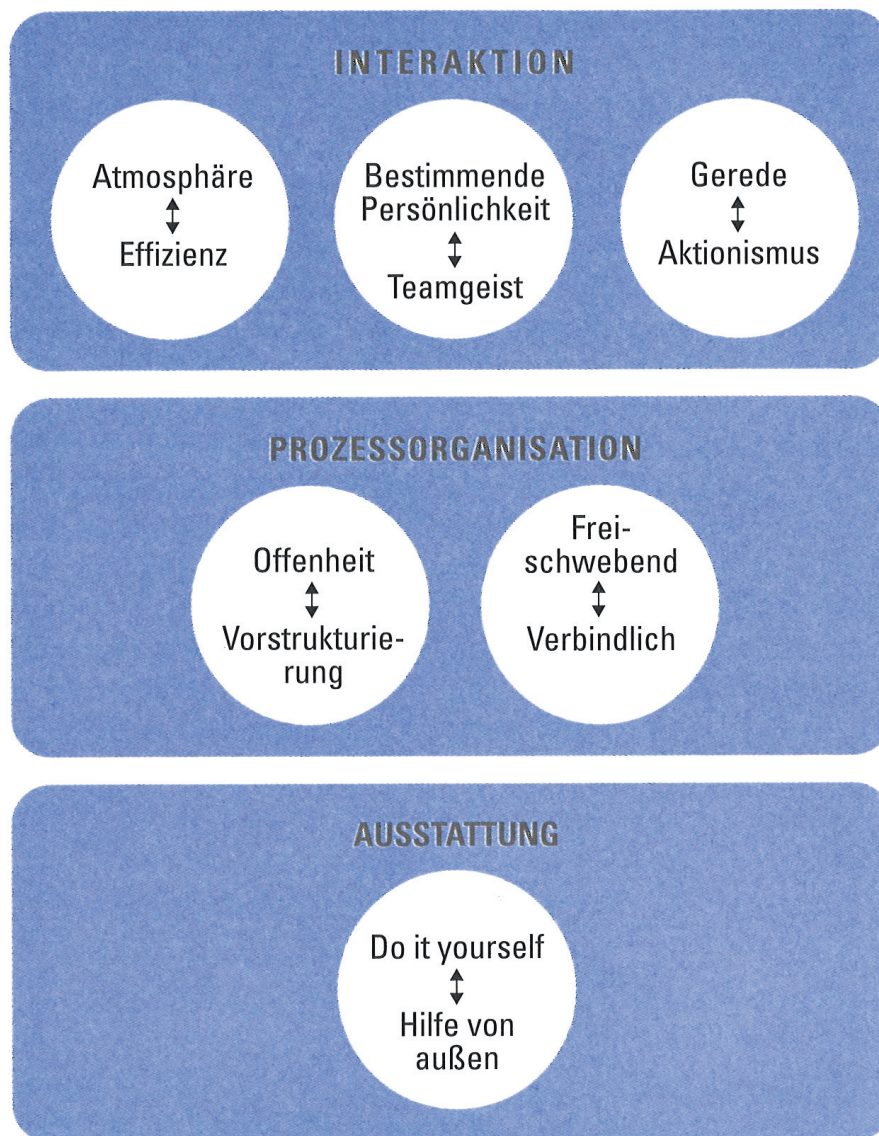 INTERAKTION
Atmosphäre
Effizienz
Bestimmende
Persönlichkeit
Teamgeist
Gerede
Aktionismus
PROZESSORGANISATION
Offenheit
Vorstrukturie-
rung
Frei-
schwebend
Verbindlich
AUSSTATTUNG
Do it yourself
Hilfe von
außen